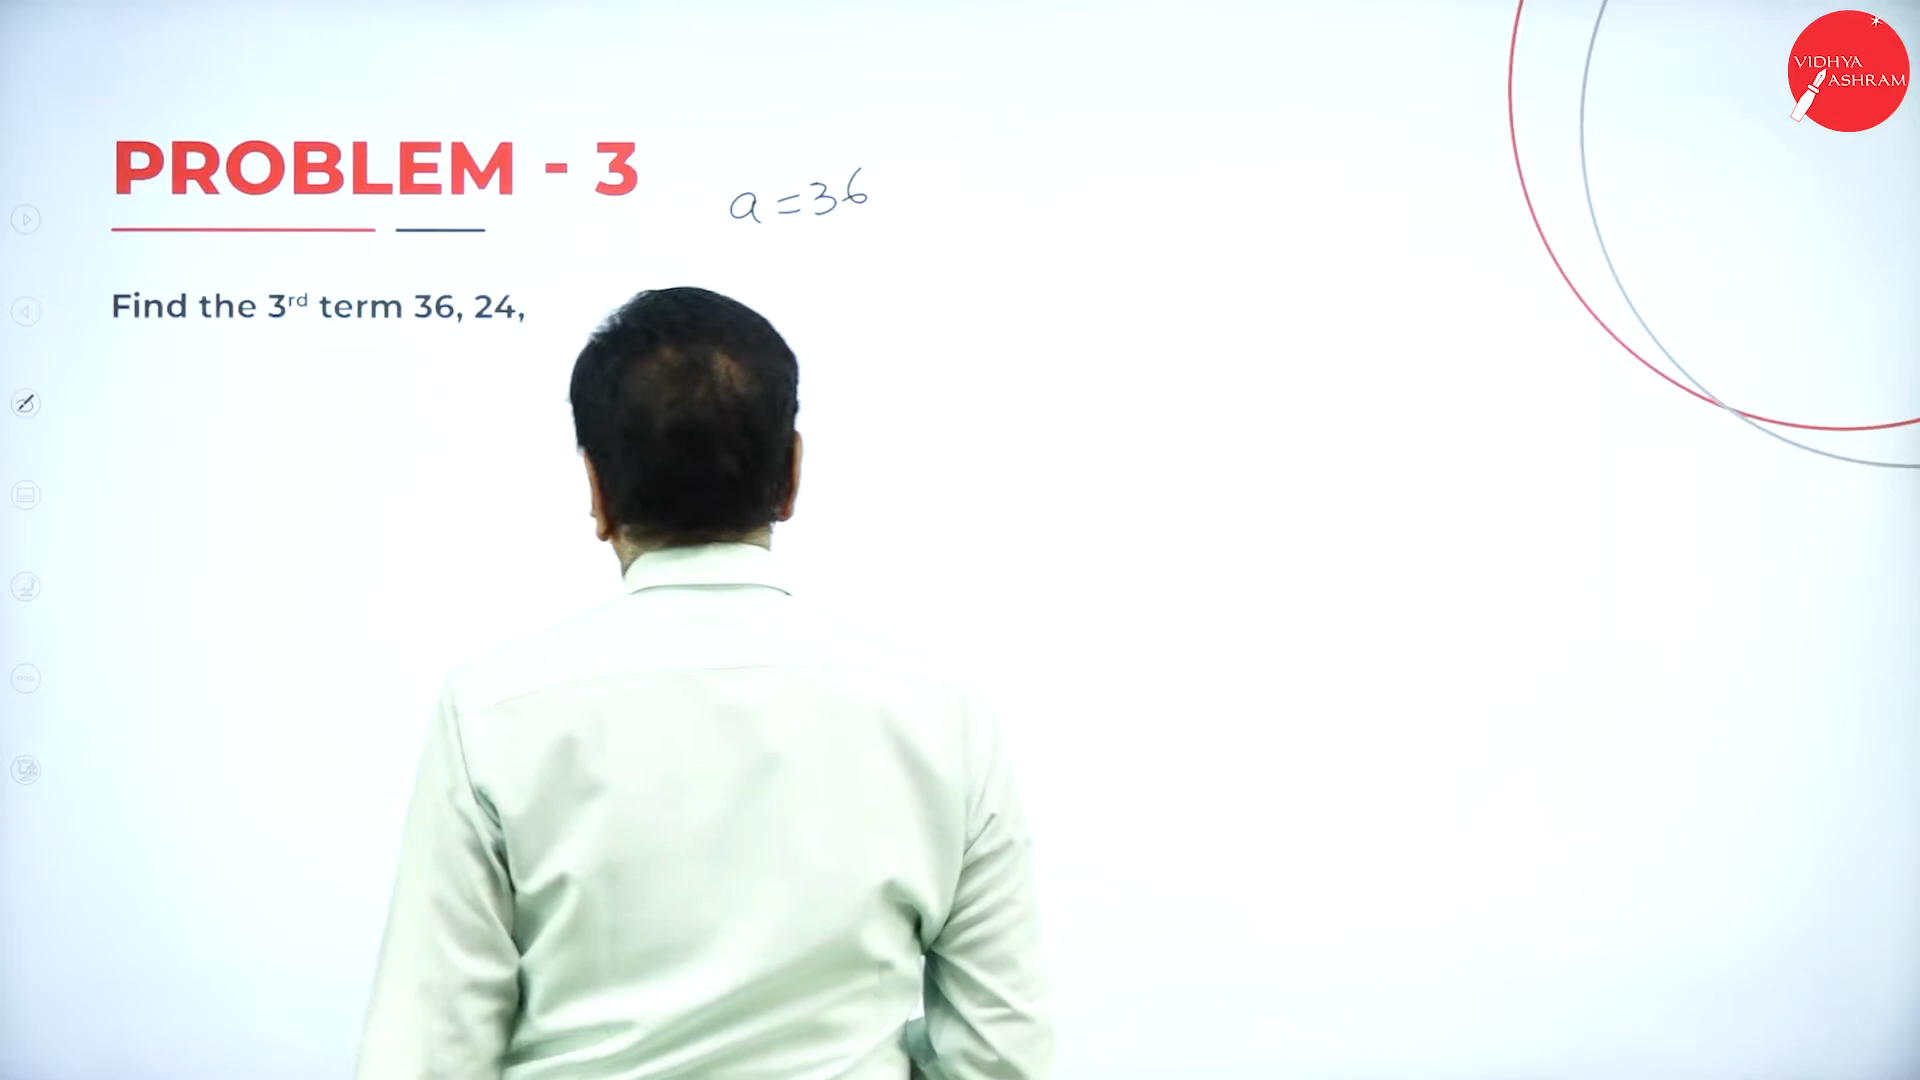 VIDHYA
ASHRAM
PROBLEM - 3
a = 36
Find the 3rd term 36, 24,